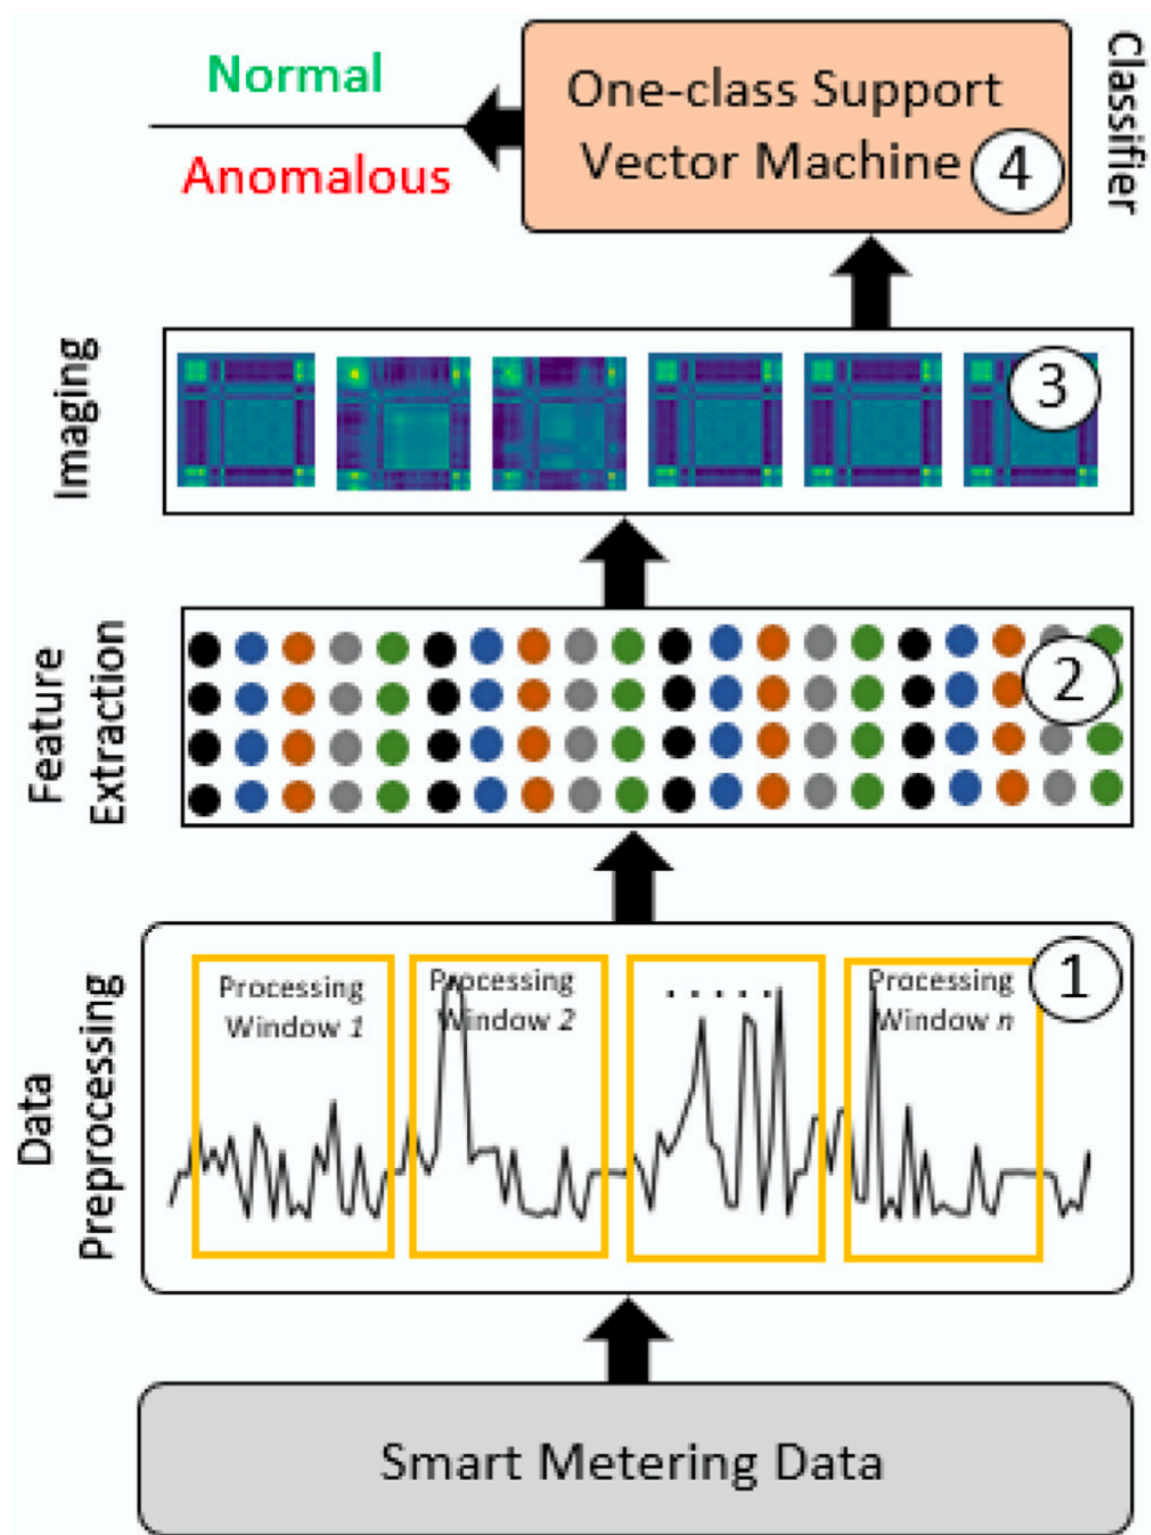 Normal
Anomalous
One-class Support
Vector Machine
4
Classifier
Imaging
3
Feature
Extraction
2
Data
Preprocessing
Processing
Window 1
Processing
Window 2
. . . . .
Processing
Window n
1
Smart Metering Data